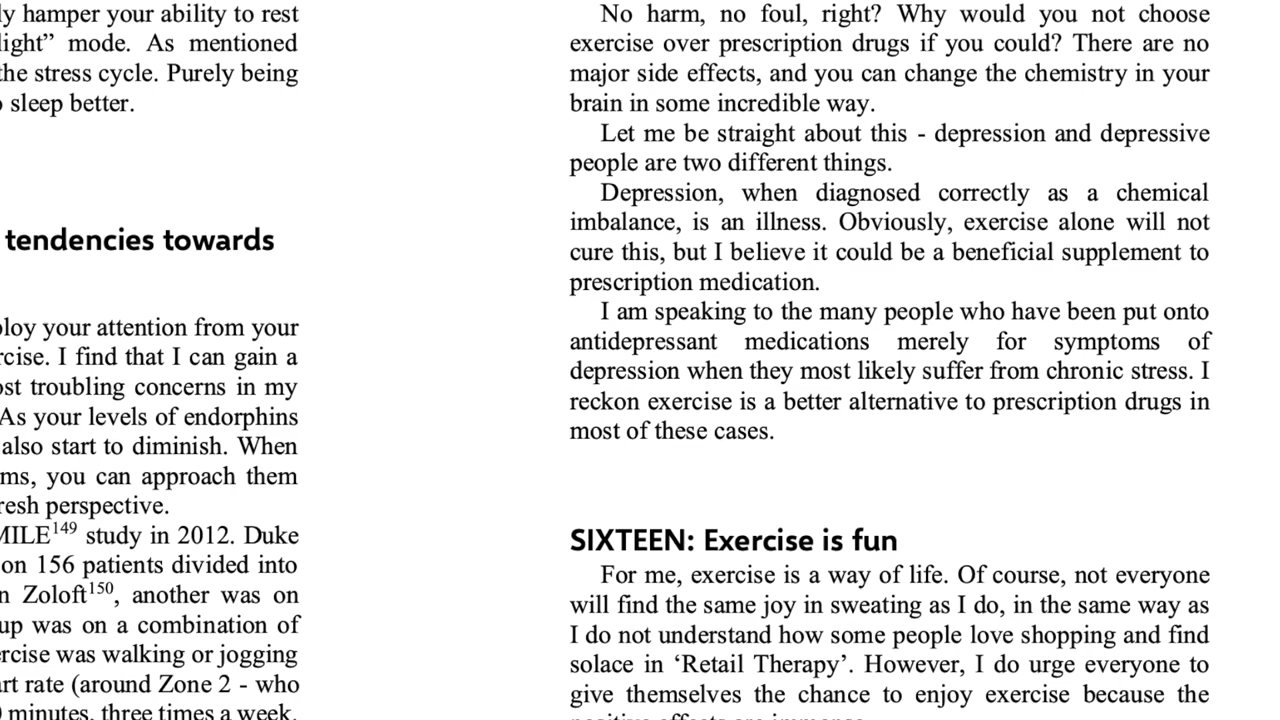 ly hamper your ability to rest
light” mode. As mentioned
the stress cycle. Purely being
sleep better.
tendencies towards
ploy your attention from your
rcise. I find that I can gain a
ost troubling concerns in my
As your levels of endorphins
also start to diminish. When
ms, you can approach them
resh perspective.
MILE149 study in 2012. Duke
on 156 patients divided into
n Zoloft150, another was on
up was on a combination of
ercise was walking or jogging
rt rate (around Zone 2 - who
minutes, three times a week.
No harm, no foul, right? Why would you not choose
exercise over prescription drugs if you could? There are no
major side effects, and you can change the chemistry in your
brain in some incredible way.
Let me be straight about this - depression and depressive
people are two different things.
Depression, when diagnosed correctly as a chemical
imbalance, is an illness. Obviously, exercise alone will not
cure this, but I believe it could be a beneficial supplement to
prescription medication.
I am speaking to the many people who have been put onto
antidepressant medications merely for symptoms of
depression when they most likely suffer from chronic stress. I
reckon exercise is a better alternative to prescription drugs in
most of these cases.
SIXTEEN: Exercise is fun
For me, exercise is a way of life. Of course, not everyone
will find the same joy in sweating as I do, in the same way as
I do not understand how some people love shopping and find
solace in ‘Retail Therapy’. However, I do urge everyone to
give themselves the chance to enjoy exercise because the